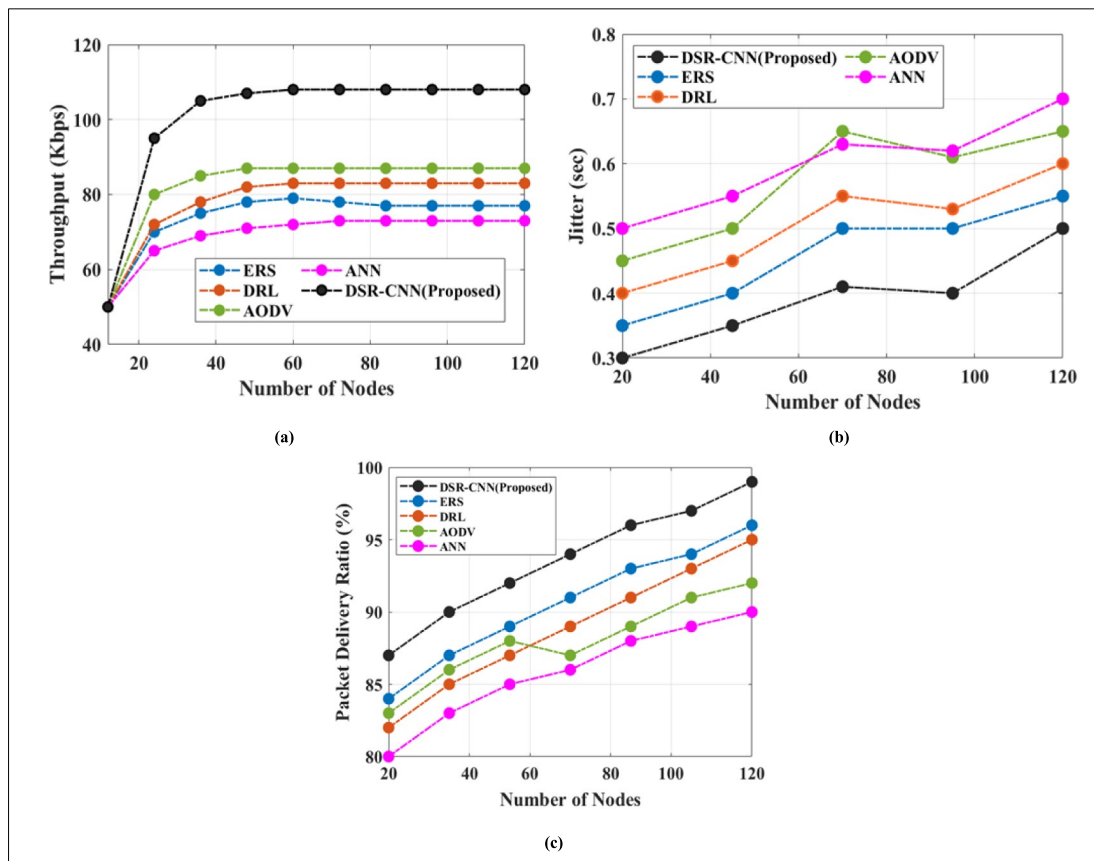 120
100
80
60
40
Throughput (Kbps)
ERS
DRL
AODV
ANN
DSR-CNN(Proposed)
20 40 60 80 100 120
Number of Nodes
(a)
0.8
0.7
0.6
0.5
0.4
0.3
Jitter (sec)
DSR-CNN(Proposed)
ERS
DRL
AODV
ANN
20 40 60 80 100 120
Number of Nodes
(b)
100
95
90
85
80
Packet Delivery Ratio (%)
DSR-CNN(Proposed)
ERS
DRL
AODV
ANN
20 40 60 80 100 120
Number of Nodes
(c)